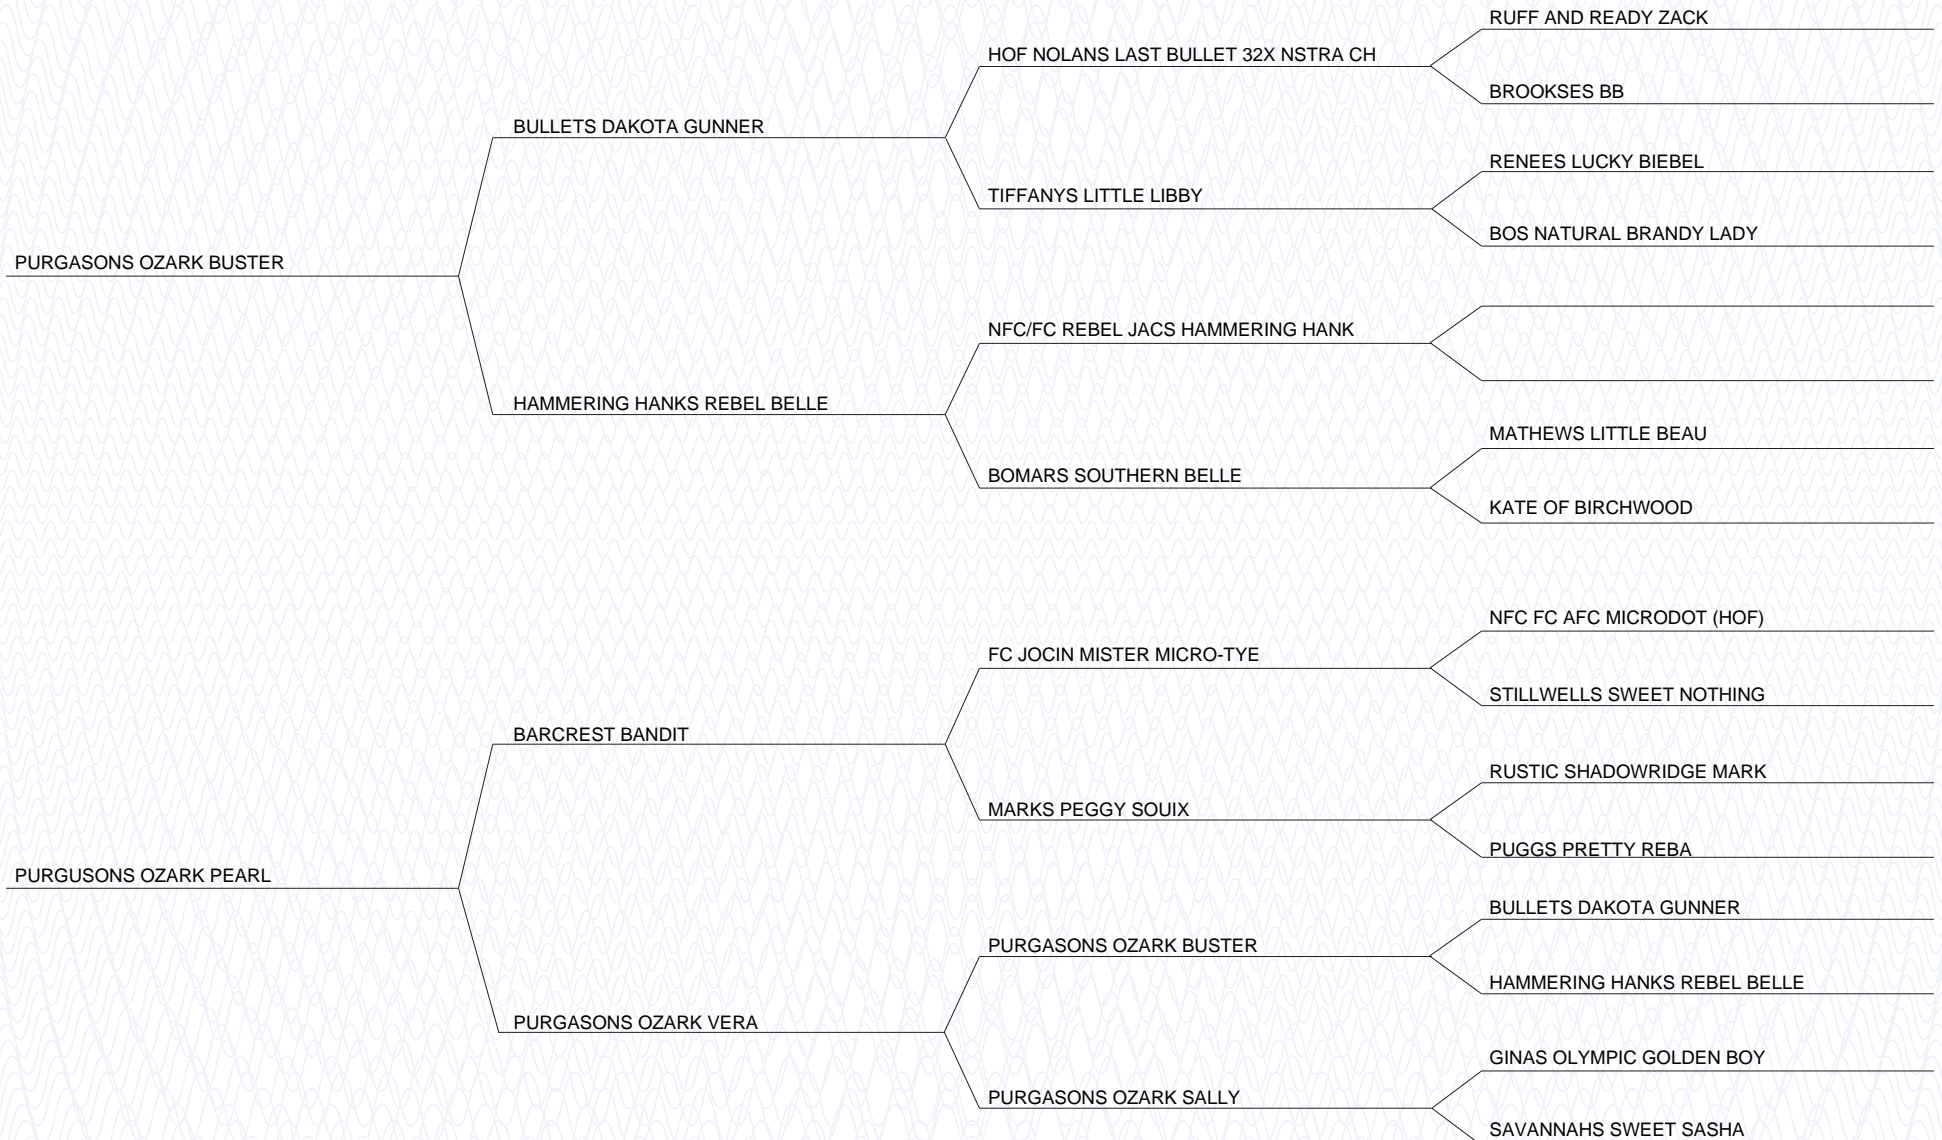 RUFF AND READY ZACK
HOF NOLANS LAST BULLET 32X NSTRA CH
BROOKSES BB
BULLETS DAKOTA GUNNER
RENEES LUCKY BIEBEL
TIFFANYS LITTLE LIBBY
BOS NATURAL BRANDY LADY
PURGASONS OZARK BUSTER
NFC/FC REBEL JACS HAMMERING HANK
HAMMERING HANKS REBEL BELLE
MATHEWS LITTLE BEAU
BOMARS SOUTHERN BELLE
KATE OF BIRCHWOOD
NFC FC AFC MICRODOT (HOF)
FC JOCIN MISTER MICRO-TYE
STILLWELLS SWEET NOTHING
BARCREST BANDIT
RUSTIC SHADOWRIDGE MARK
MARKS PEGGY SOUIX
PUGGS PRETTY REBA
PURGUSONS OZARK PEARL
BULLETS DAKOTA GUNNER
PURGASONS OZARK BUSTER
HAMMERING HANKS REBEL BELLE
PURGASONS OZARK VERA
GINAS OLYMPIC GOLDEN BOY
PURGASONS OZARK SALLY
SAVANNAHS SWEET SASHA